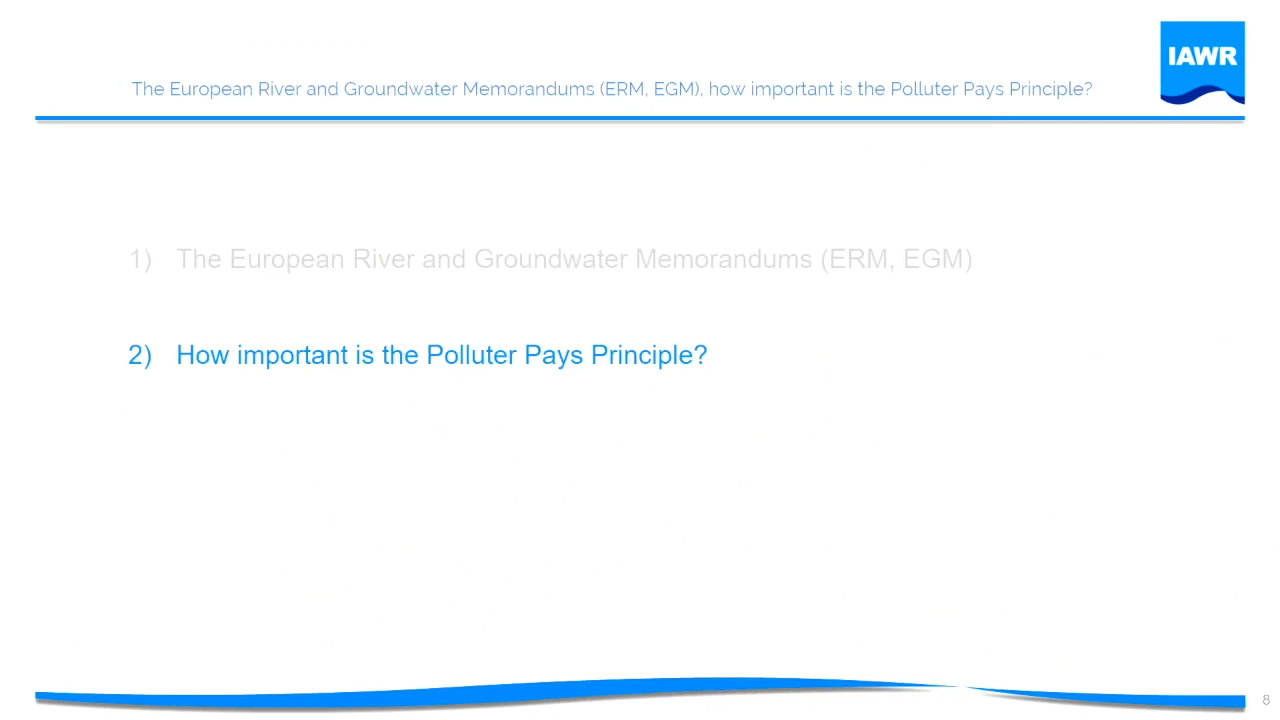 IAWR
The European River and Groundwater Memorandums (ERM, EGM), how important is the Polluter Pays Principle?
1) The European River and Groundwater Memorandums (ERM, EGM)
2) How important is the Polluter Pays Principle?
8